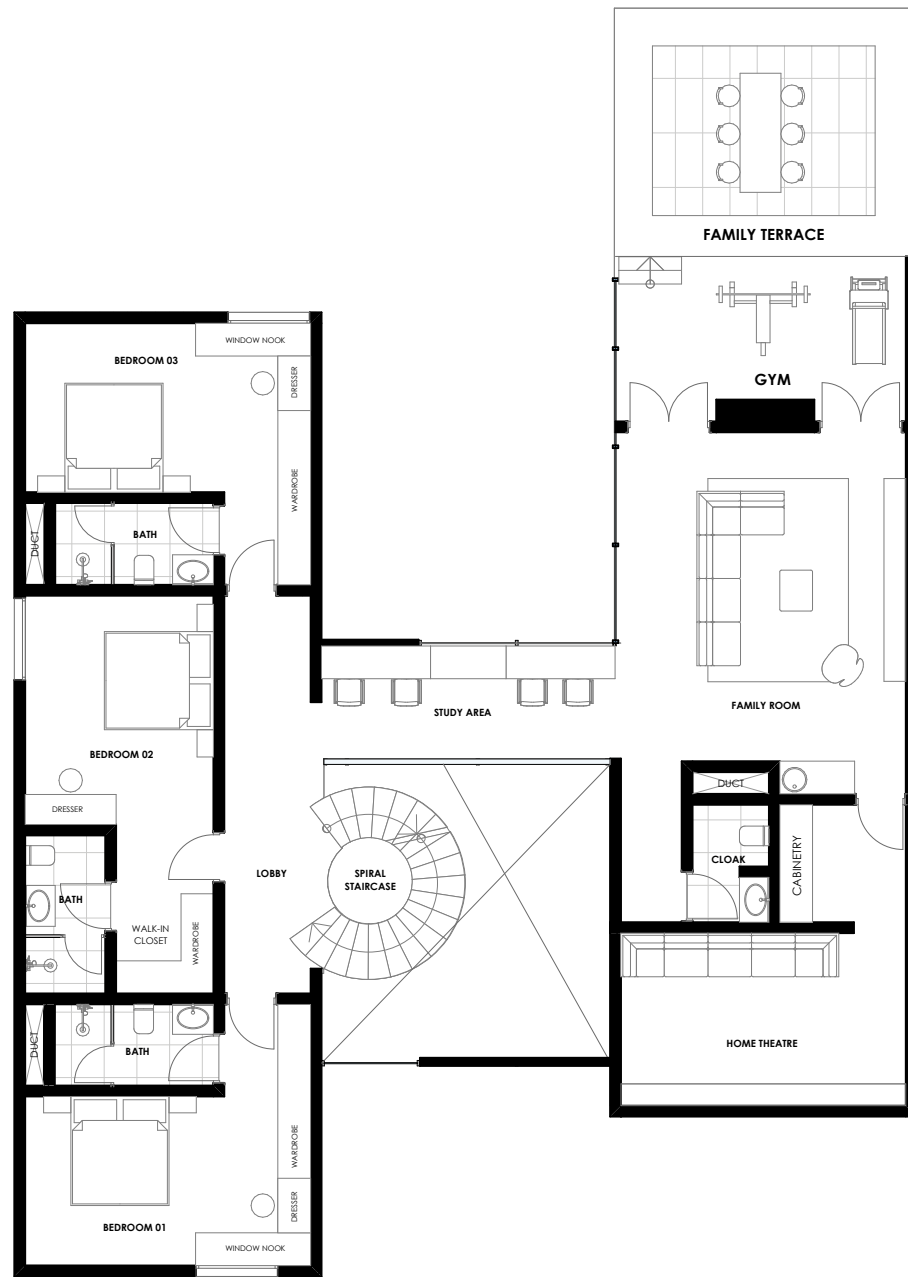 FAMILY TERRACE
GYM
WINDOW NOOK
BEDROOM 03
DRESSER
WARDROBE
BATH
DUCT
FAMILY ROOM
STUDY AREA
BEDROOM 02
DRESSER
DUCT
CLOAK
CABINETRY
LOBBY
SPIRAL
STAIRCASE
BATH
WALK-IN
CLOSET
WARDROBE
HOME THEATRE
DUCT
BATH
WARDROBE
DRESSER
BEDROOM 01
WINDOW NOOK